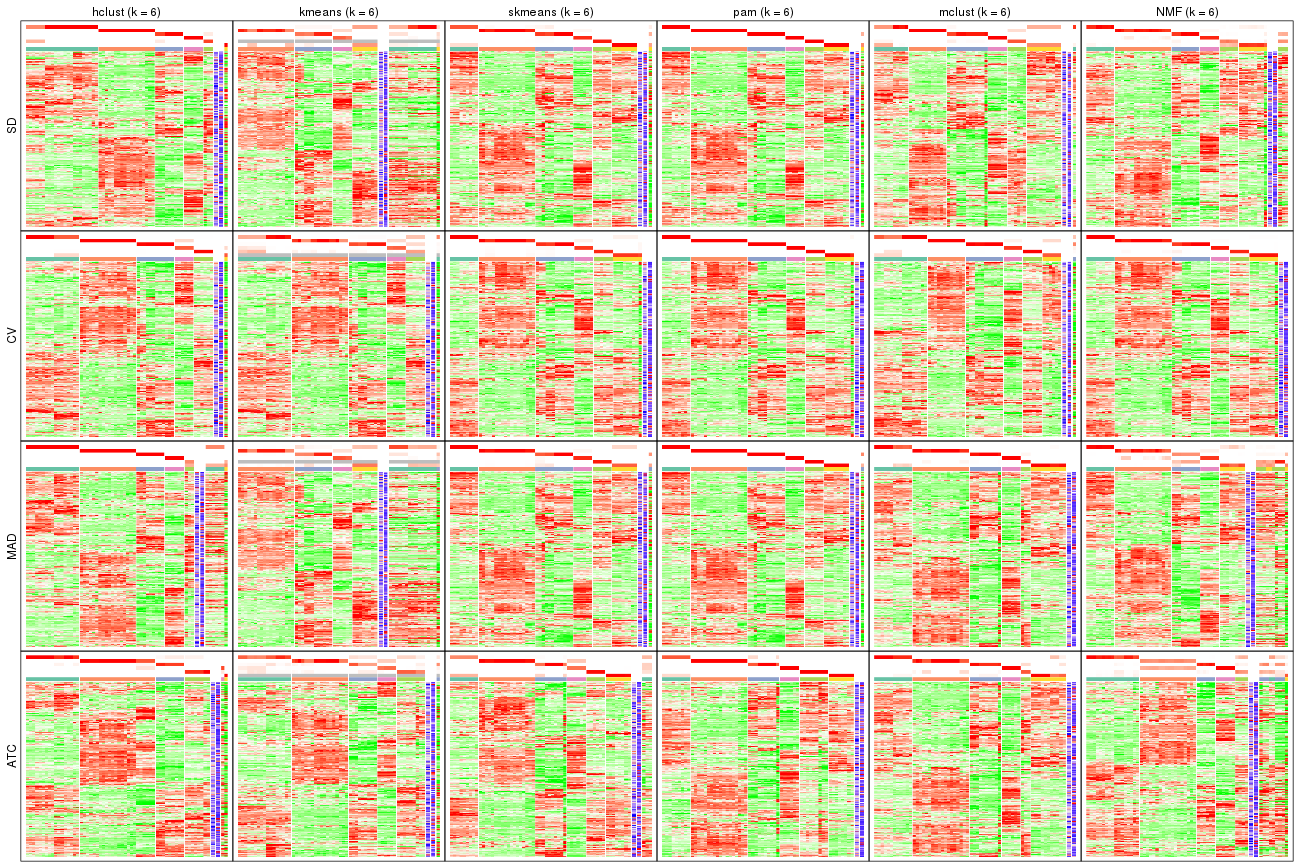 hclust (k = 6)
kmeans (k = 6)
skmeans (k = 6)
pam (k = 6)
mclust (k = 6)
NMF (k = 6)
SD
CV
MAD
ATC